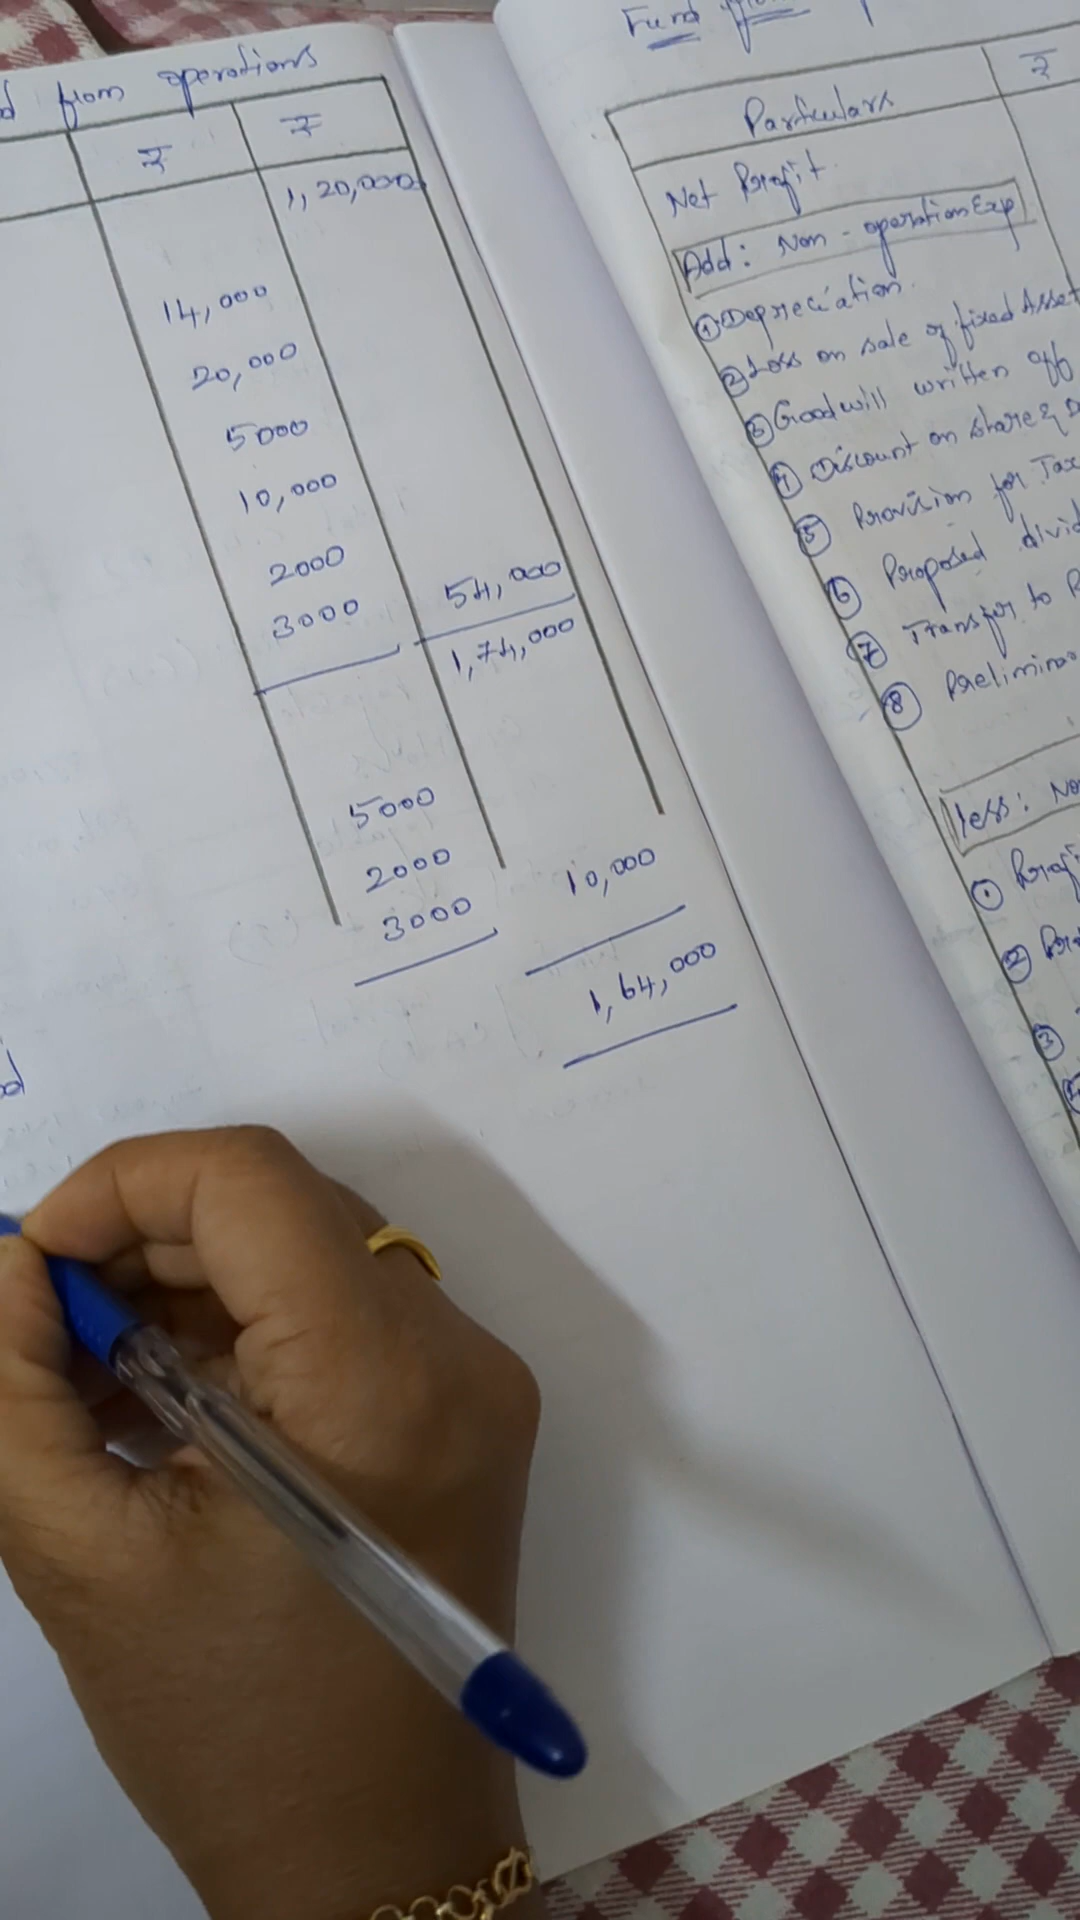 from operations
₹ ₹
1,20,000
14,000
20,000
5000
10,000
2000
3000 54,000
1,74,000
5000
2000
3000 10,000
1,64,000
Fund
Particulars ₹
Net Profit
Add: Non - operation Exp
① Depreciation
② Loss on sale of fixed Asset
③ Goodwill written off
④ Discount on share &
⑤ Provision for Tax
⑥ Proposed
⑦ Transfer to
⑧
Less:
①
②
③